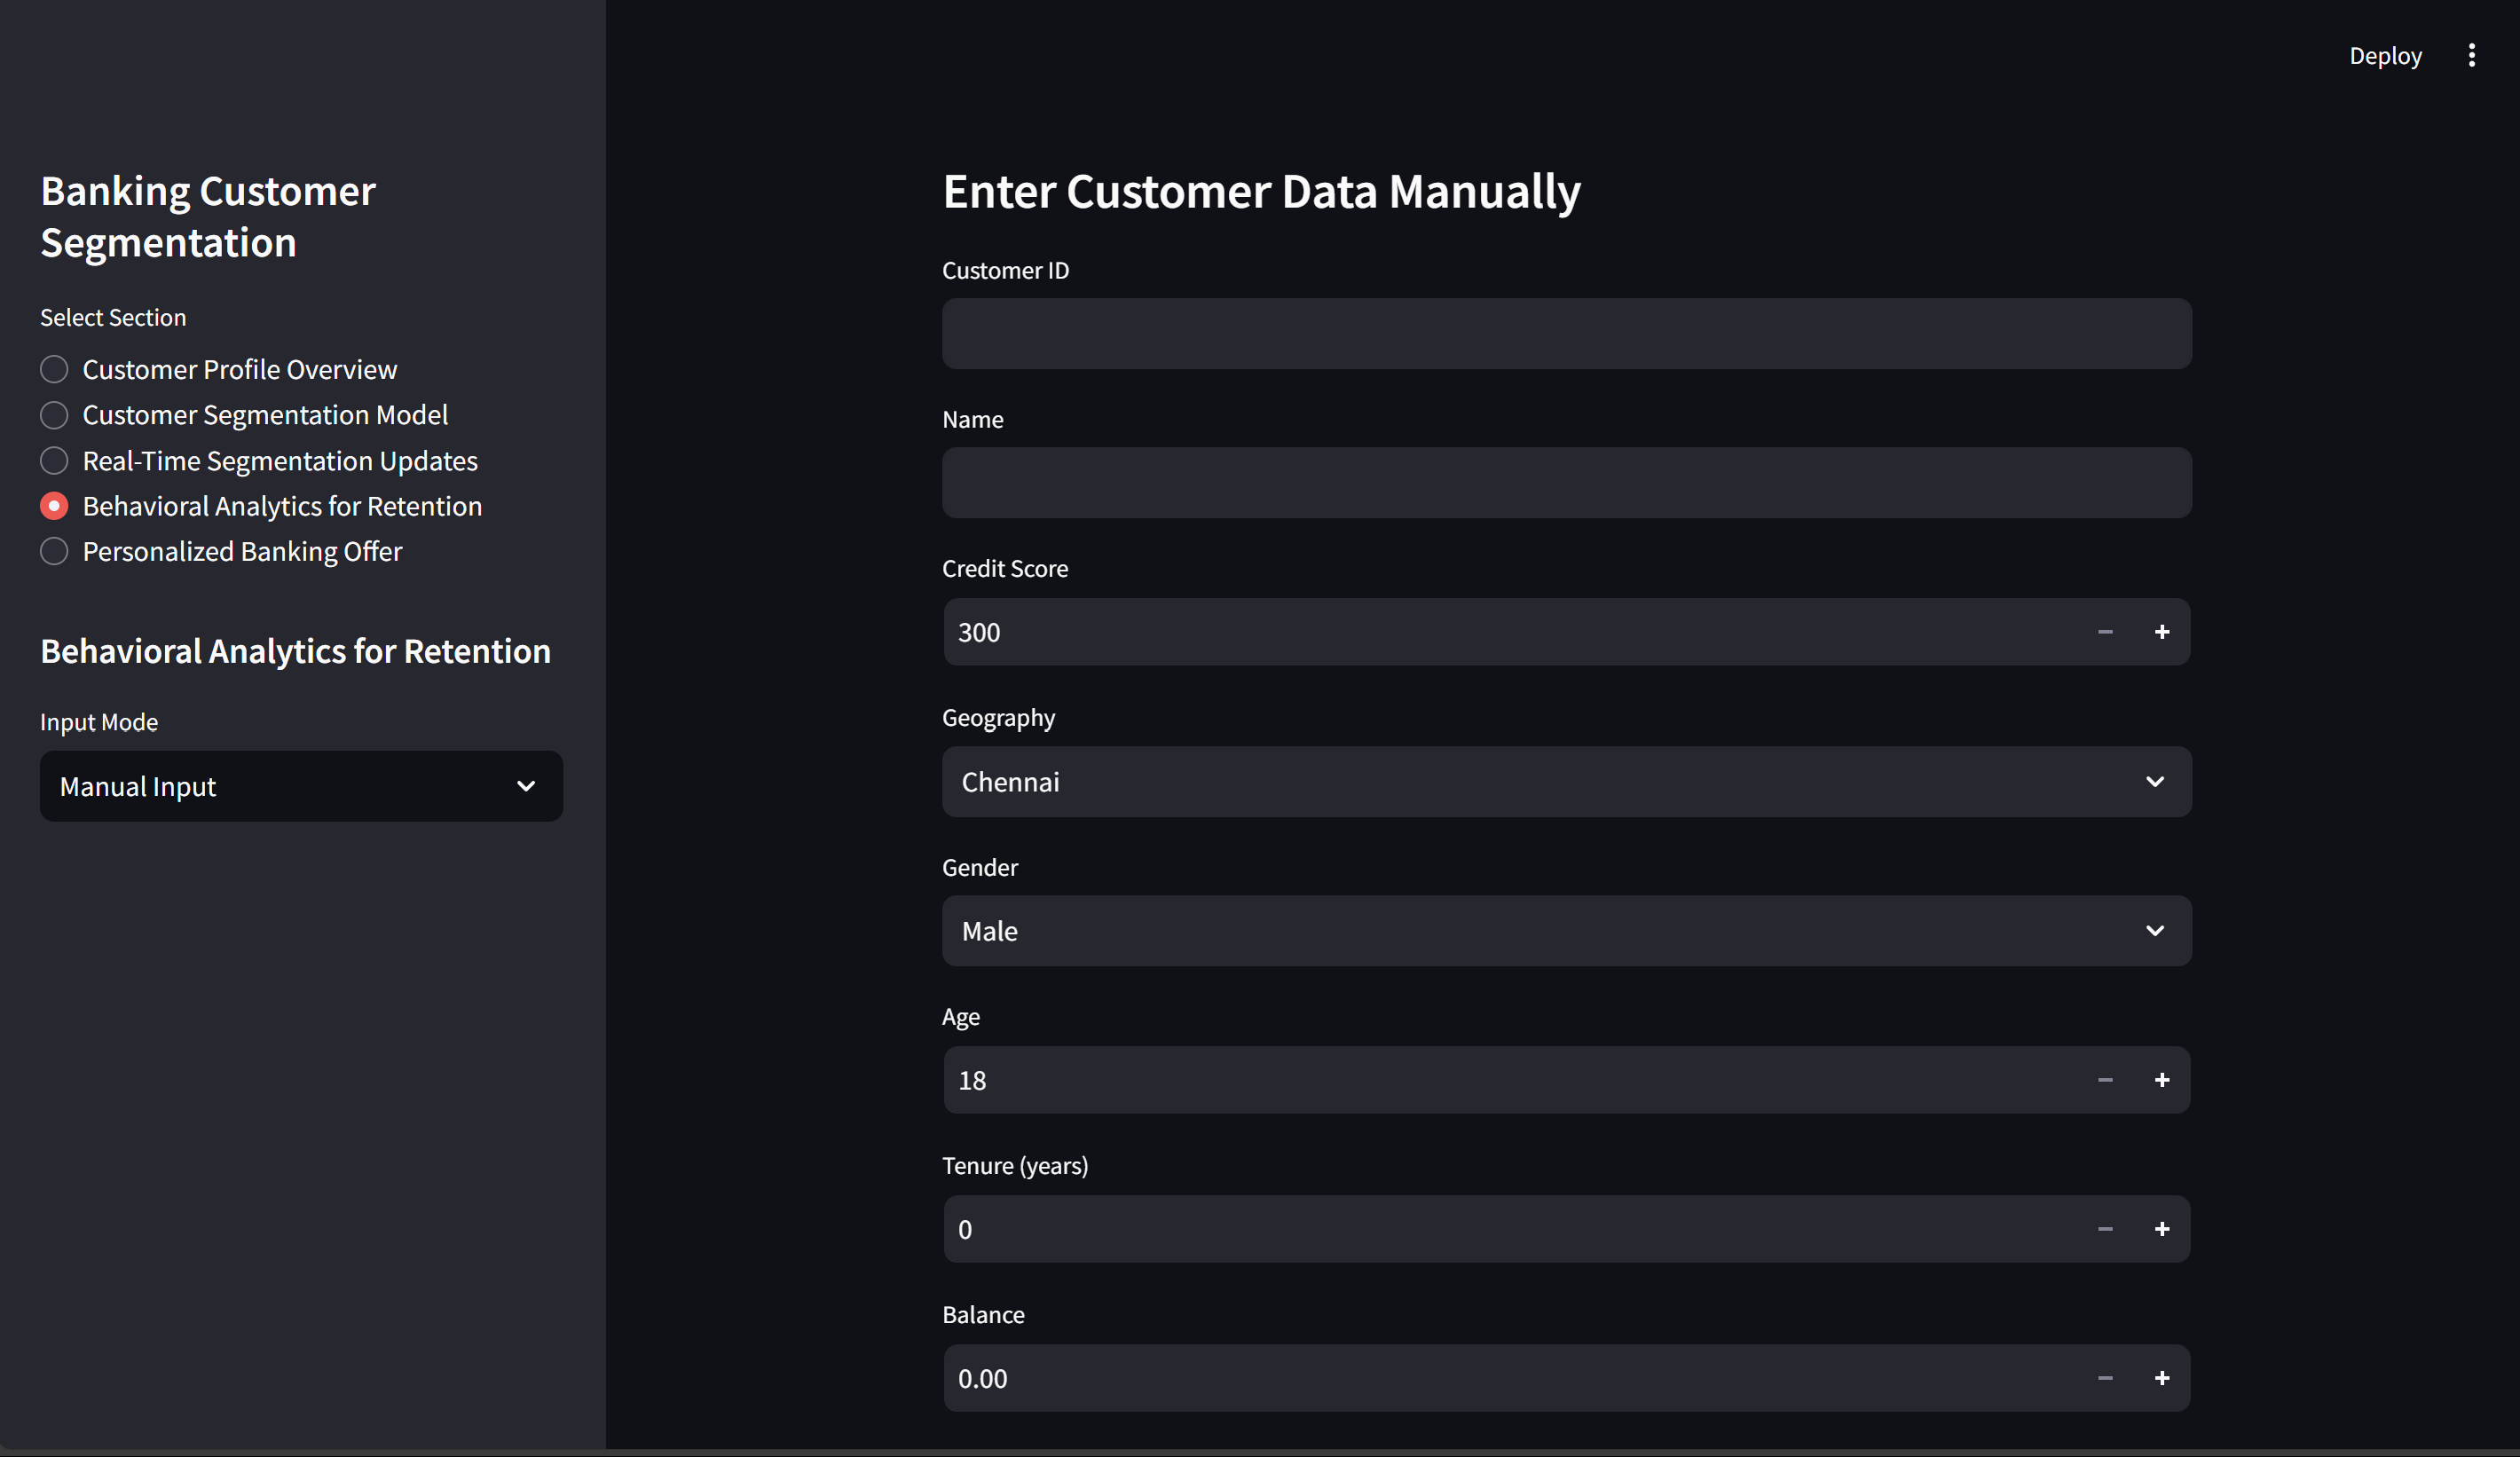 Deploy
Banking Customer
Segmentation
Select Section
Customer Profile Overview
Customer Segmentation Model
Real-Time Segmentation Updates
Behavioral Analytics for Retention
Personalized Banking Offer
Behavioral Analytics for Retention
Input Mode
Manual Input
Enter Customer Data Manually
Customer ID
Name
Credit Score
300
Geography
Chennai
Gender
Male
Age
18
Tenure (years)
0
Balance
0.00